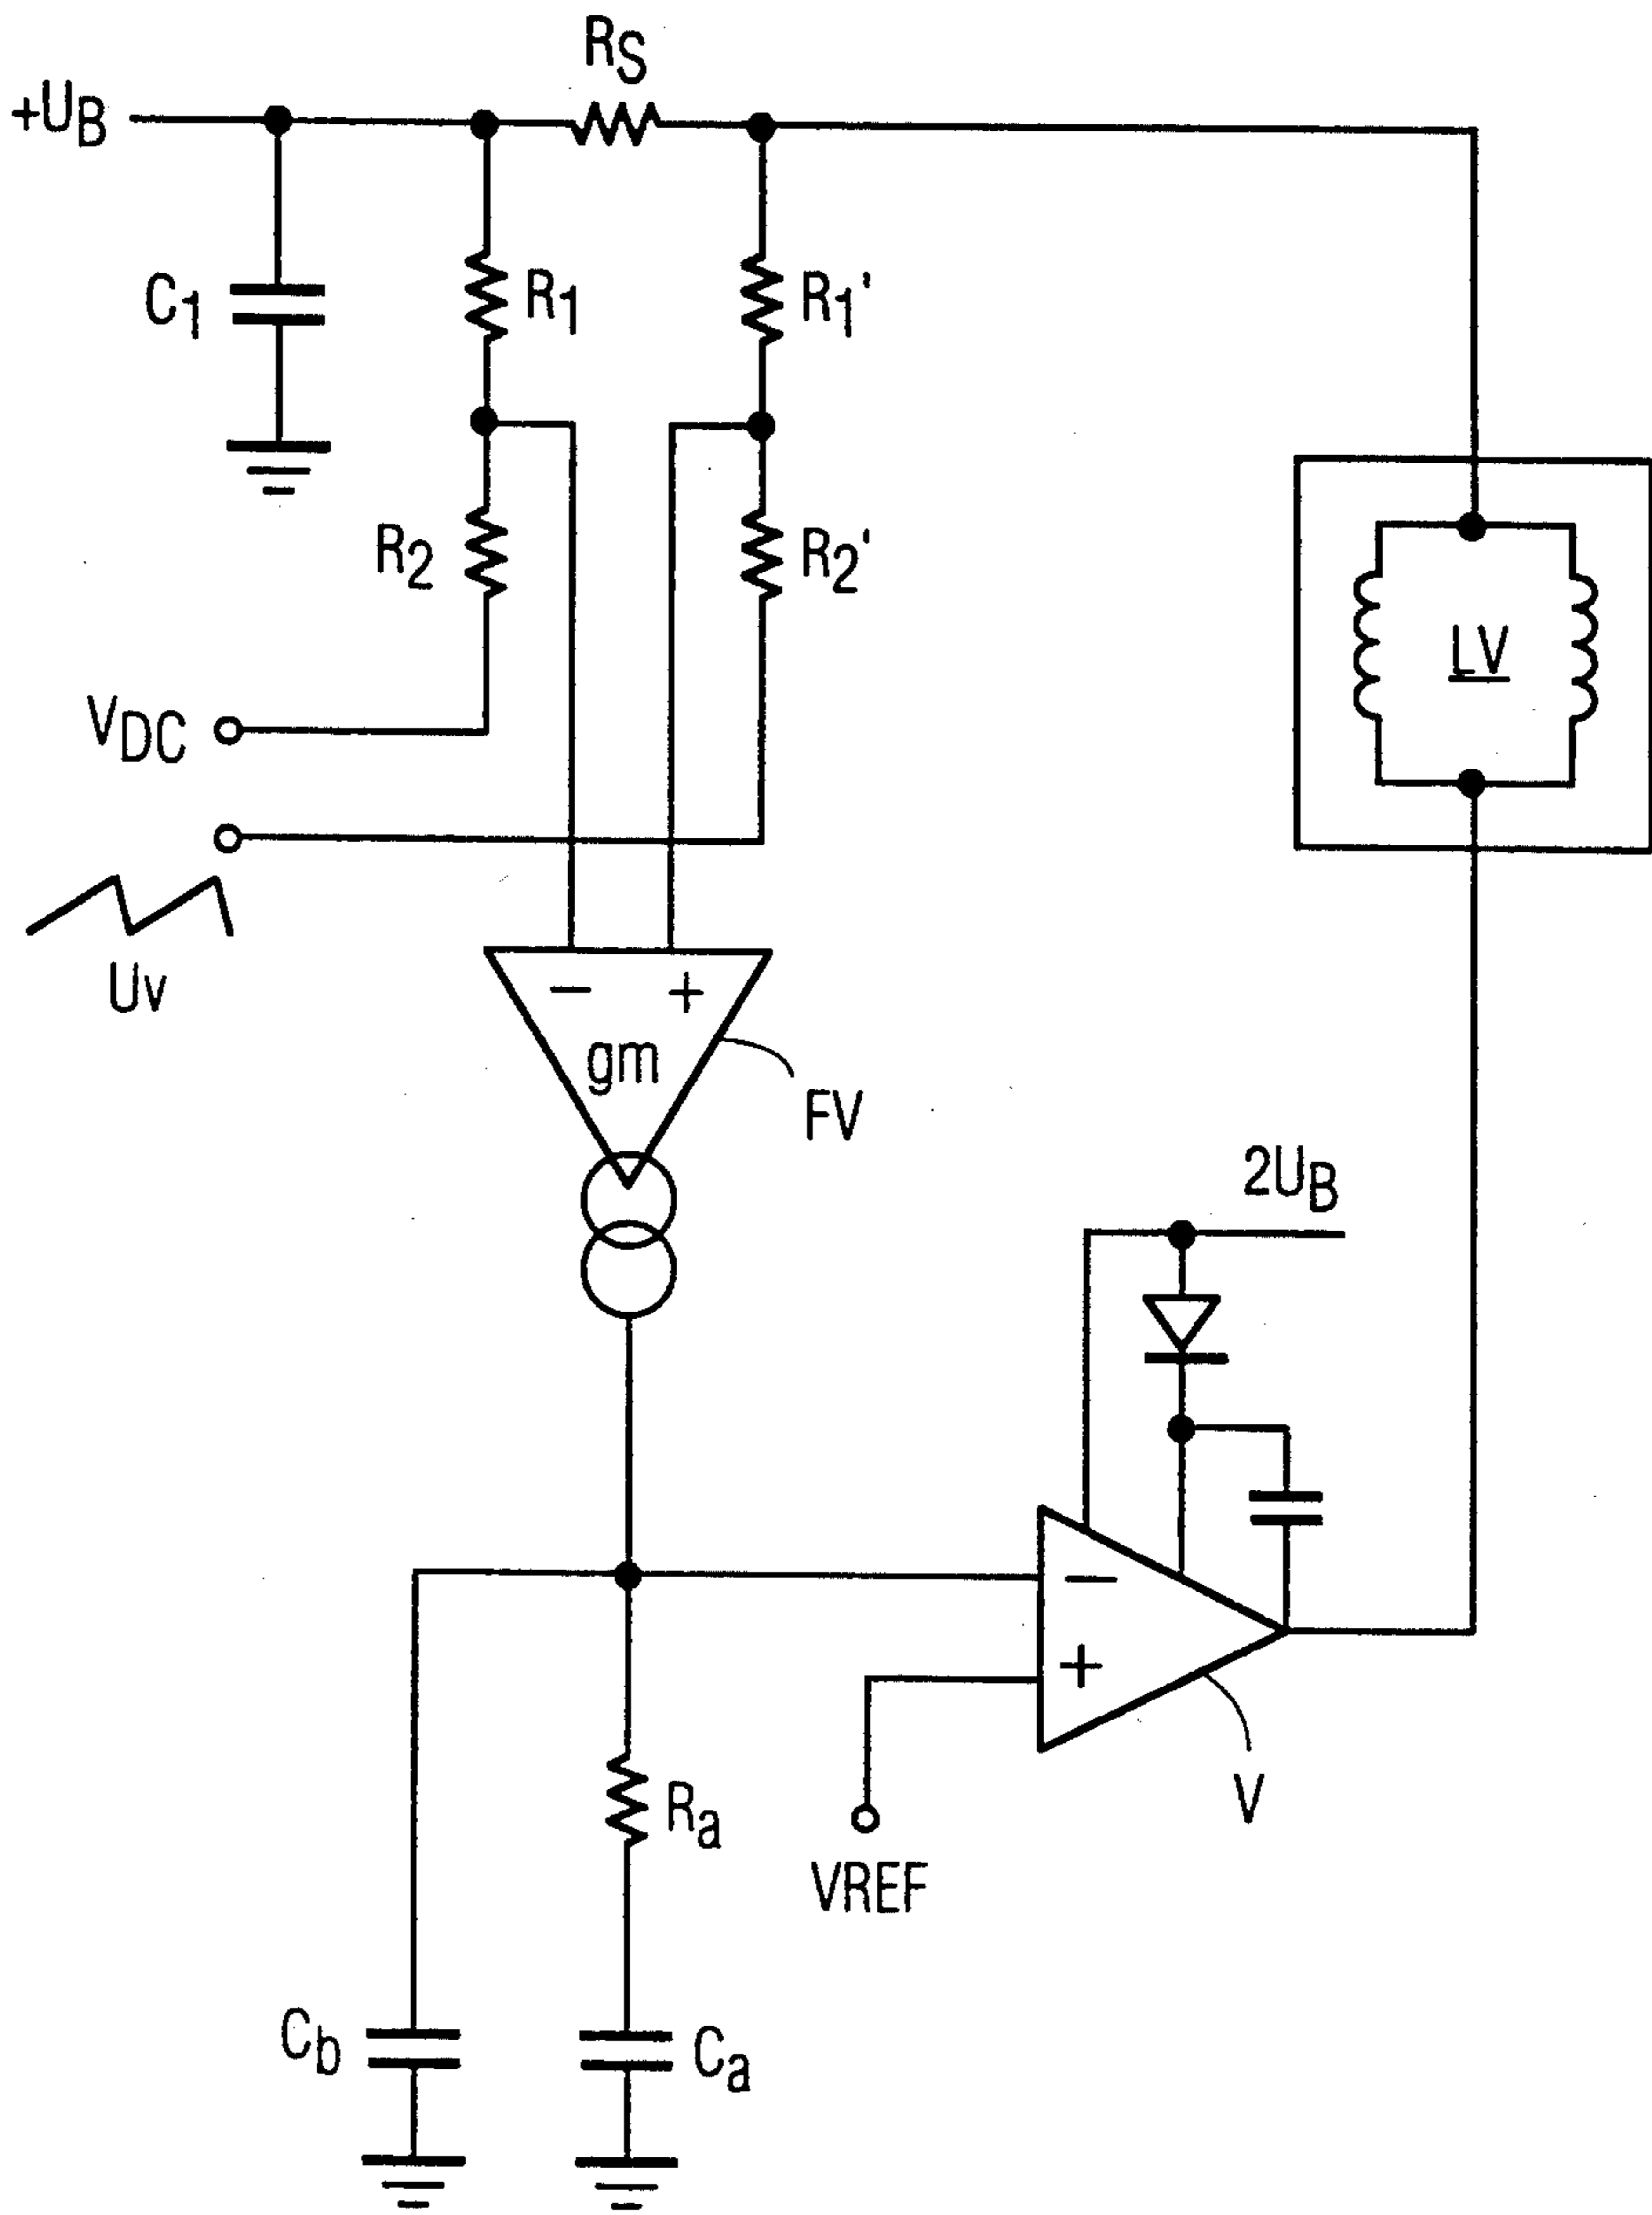 RS
+UB
C1
R1
R1'
R2
R2'
LV
VDC
Uv
− +
gm
FV
2UB
−
+
Ra
V
VREF
Cb
Ca